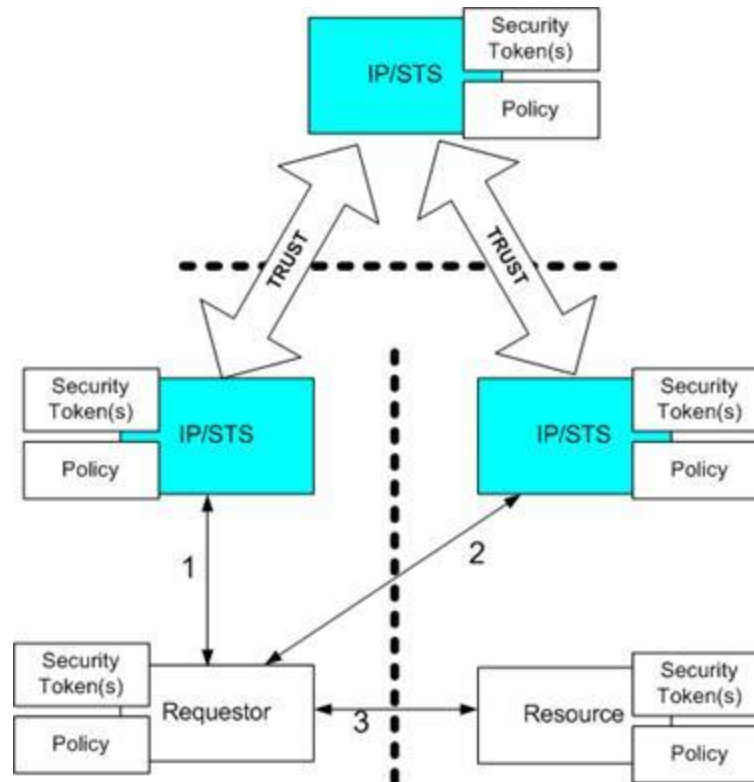 Security
Token(s)
IP/STS
Policy
TRUST
TRUST
Security
Token(s)
IP/STS
Policy
Security
IP/STS
Token(s)
Policy
1
2
Security
Token(s)
Requestor
Policy
3
Security
Resource
Token(s)
Policy